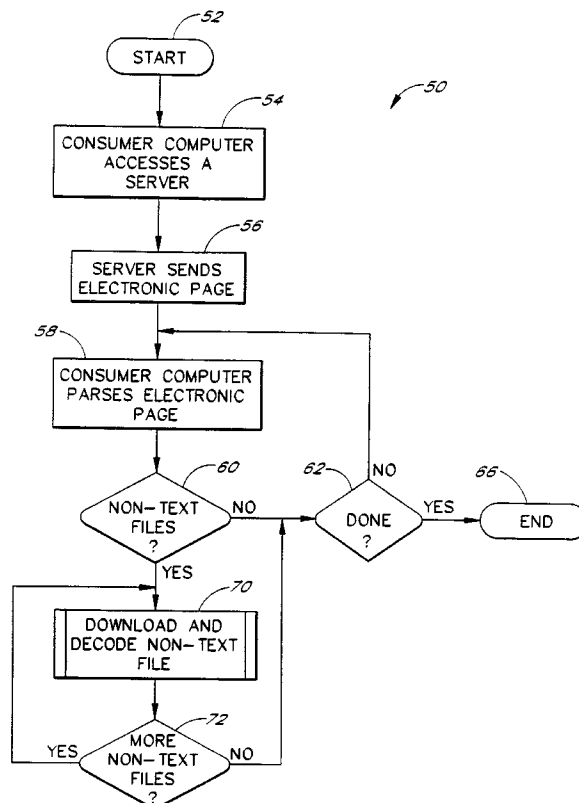 52
START
50
54
CONSUMER COMPUTER
ACCESSES A
SERVER
56
SERVER SENDS
ELECTRONIC PAGE
58
CONSUMER COMPUTER
PARSES ELECTRONIC
PAGE
60
NON-TEXT
FILES
?
NO
YES
62
NO
DONE
?
YES
66
END
70
DOWNLOAD AND
DECODE NON-TEXT
FILE
72
MORE
NON-TEXT
FILES
?
YES
NO